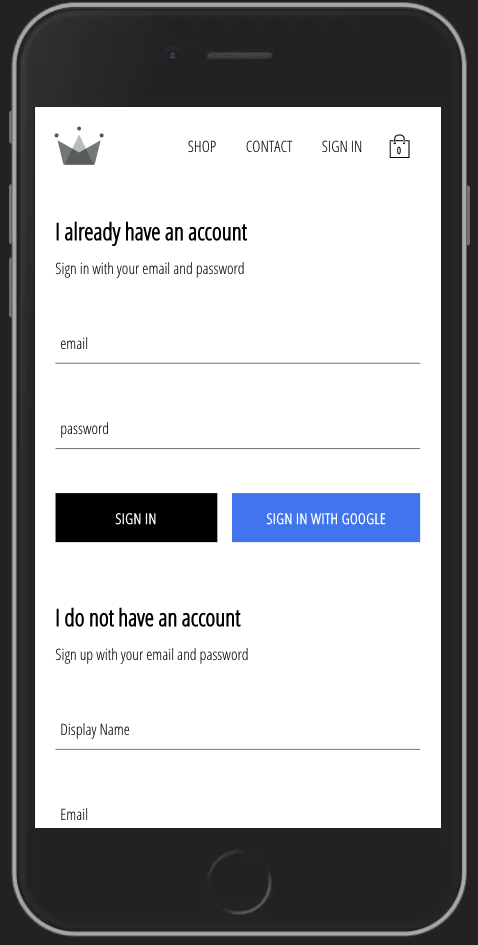 SHOP CONTACT SIGN IN 0
I already have an account
Sign in with your email and password
email
password
SIGN IN SIGN IN WITH GOOGLE
I do not have an account
Sign up with your email and password
Display Name
Email